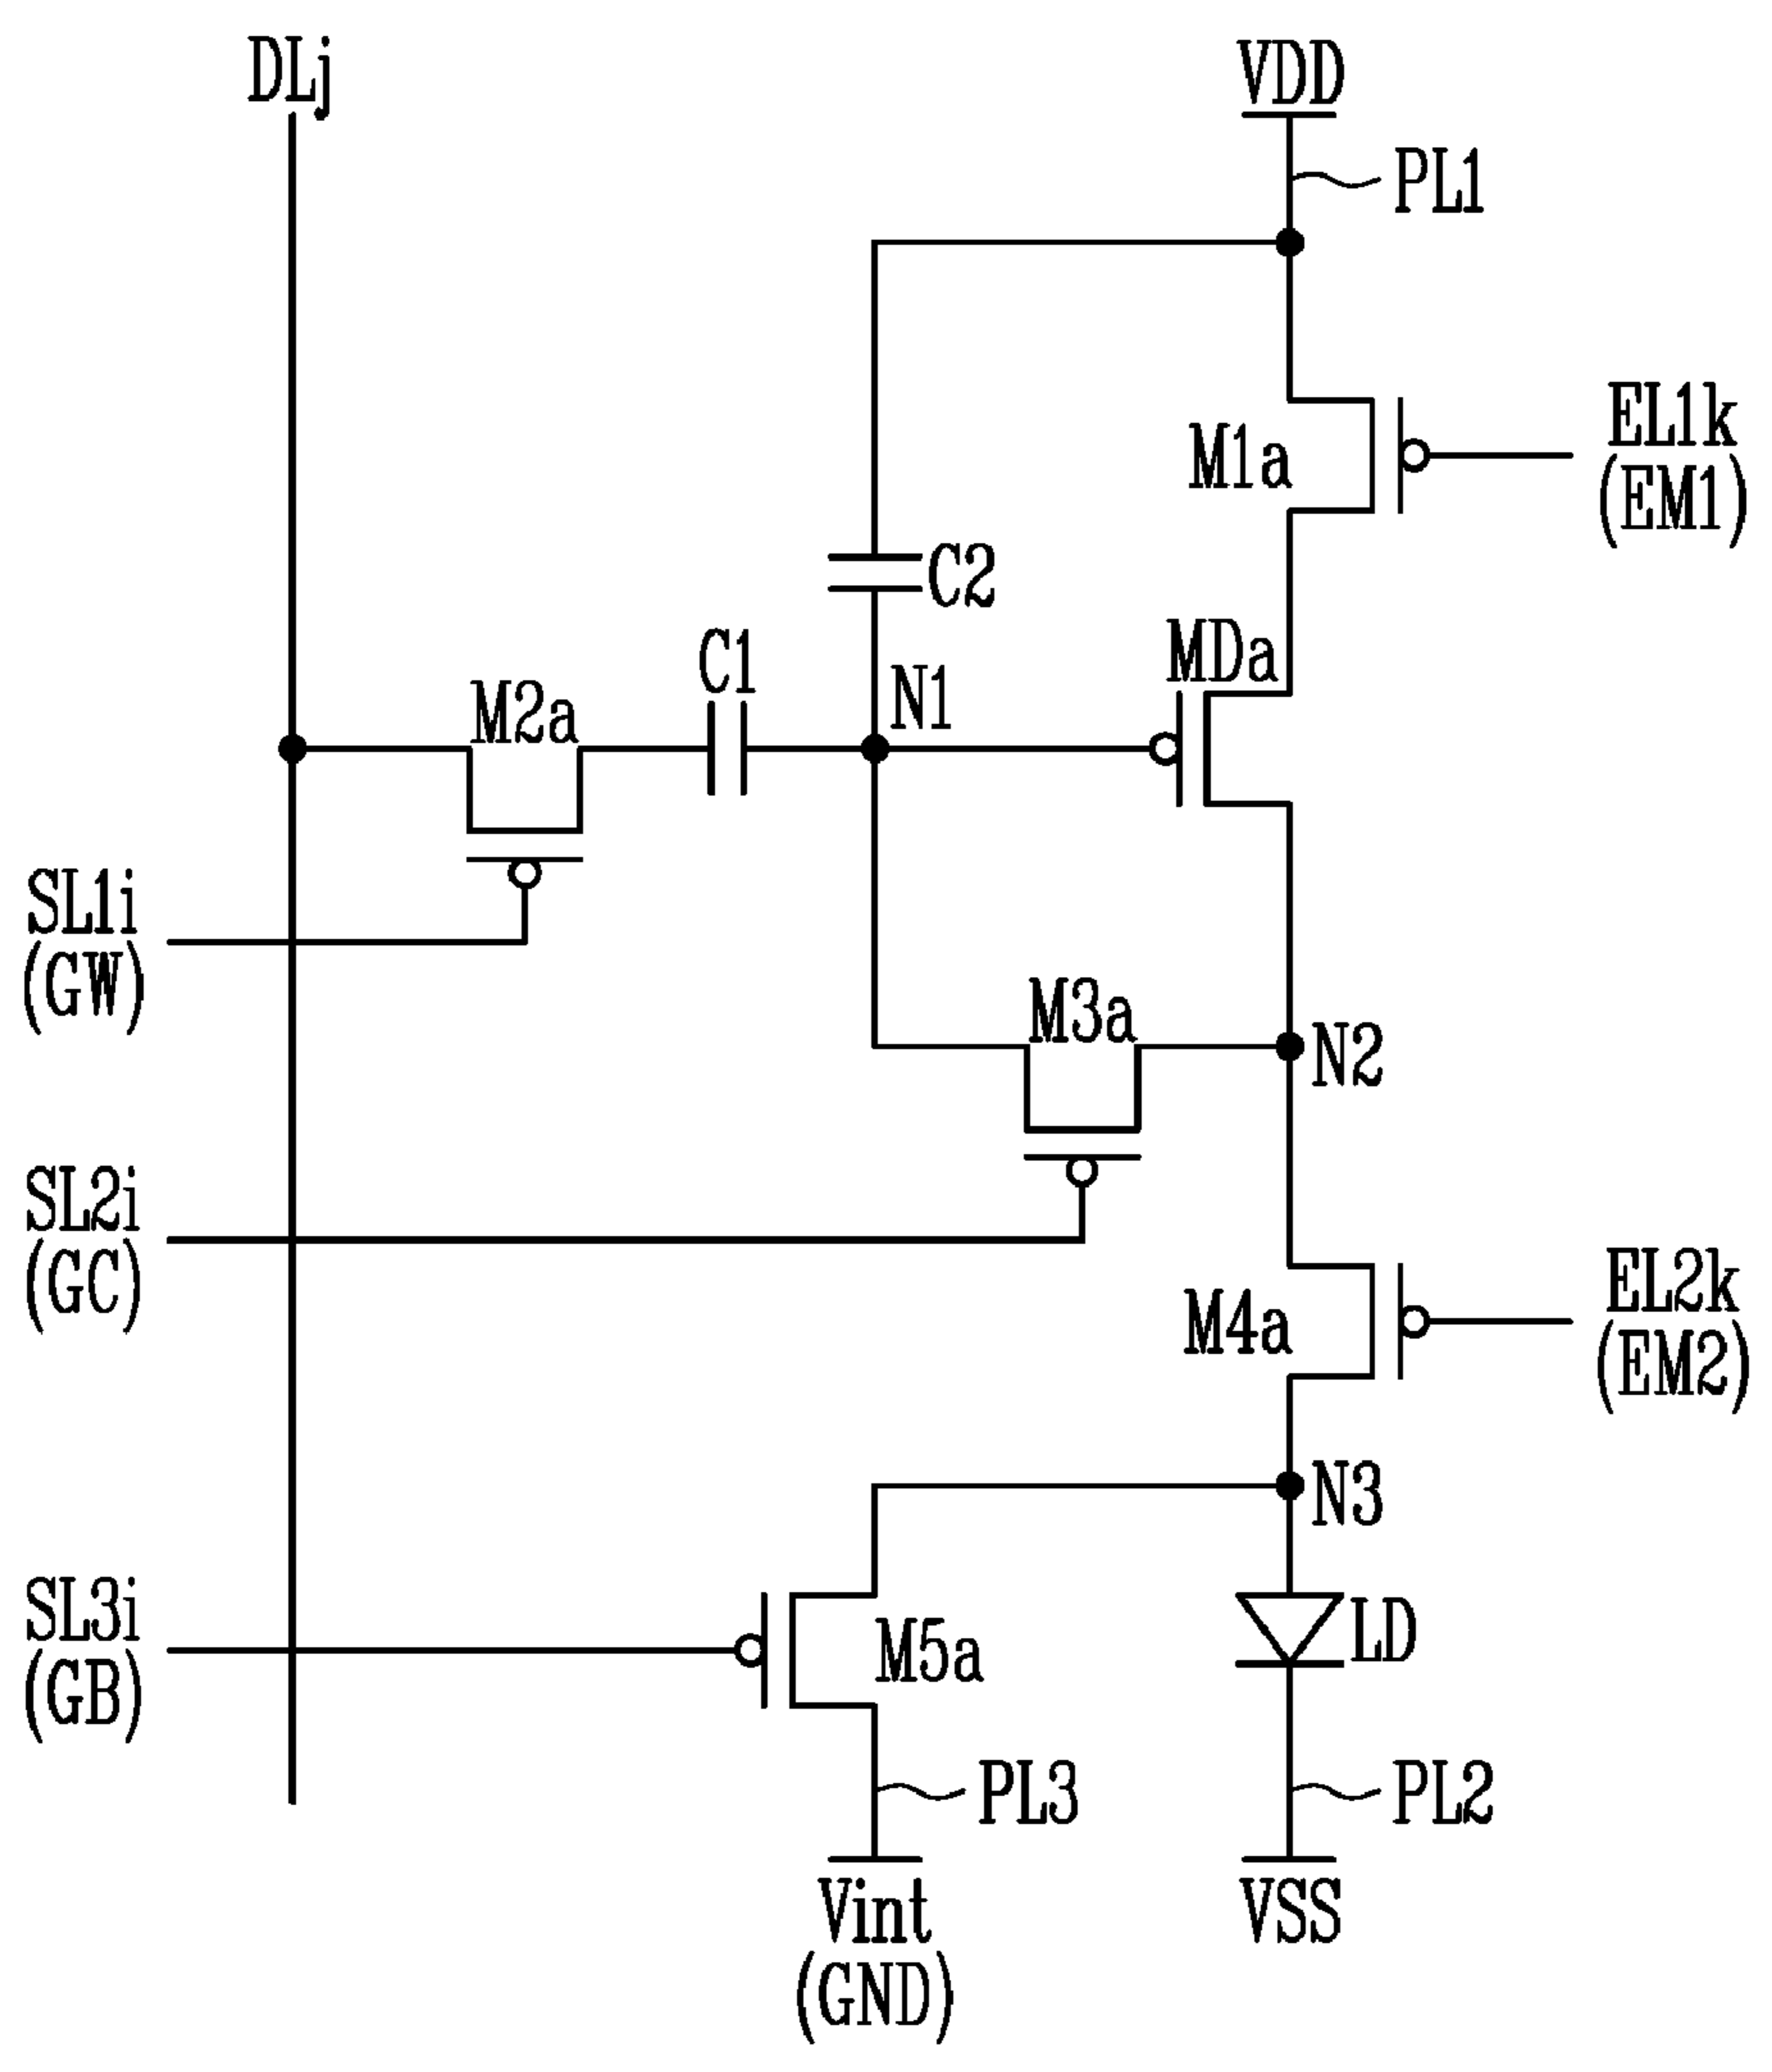 DLj
VDD
PL1
EL1k
(EM1)
M1a
C2
C1
MDa
N1
M2a
SL1i
(GW)
M3a
N2
SL2i
(GC)
EL2k
(EM2)
M4a
N3
SL3i
(GB)
M5a
LD
PL3
PL2
Vint
(GND)
VSS